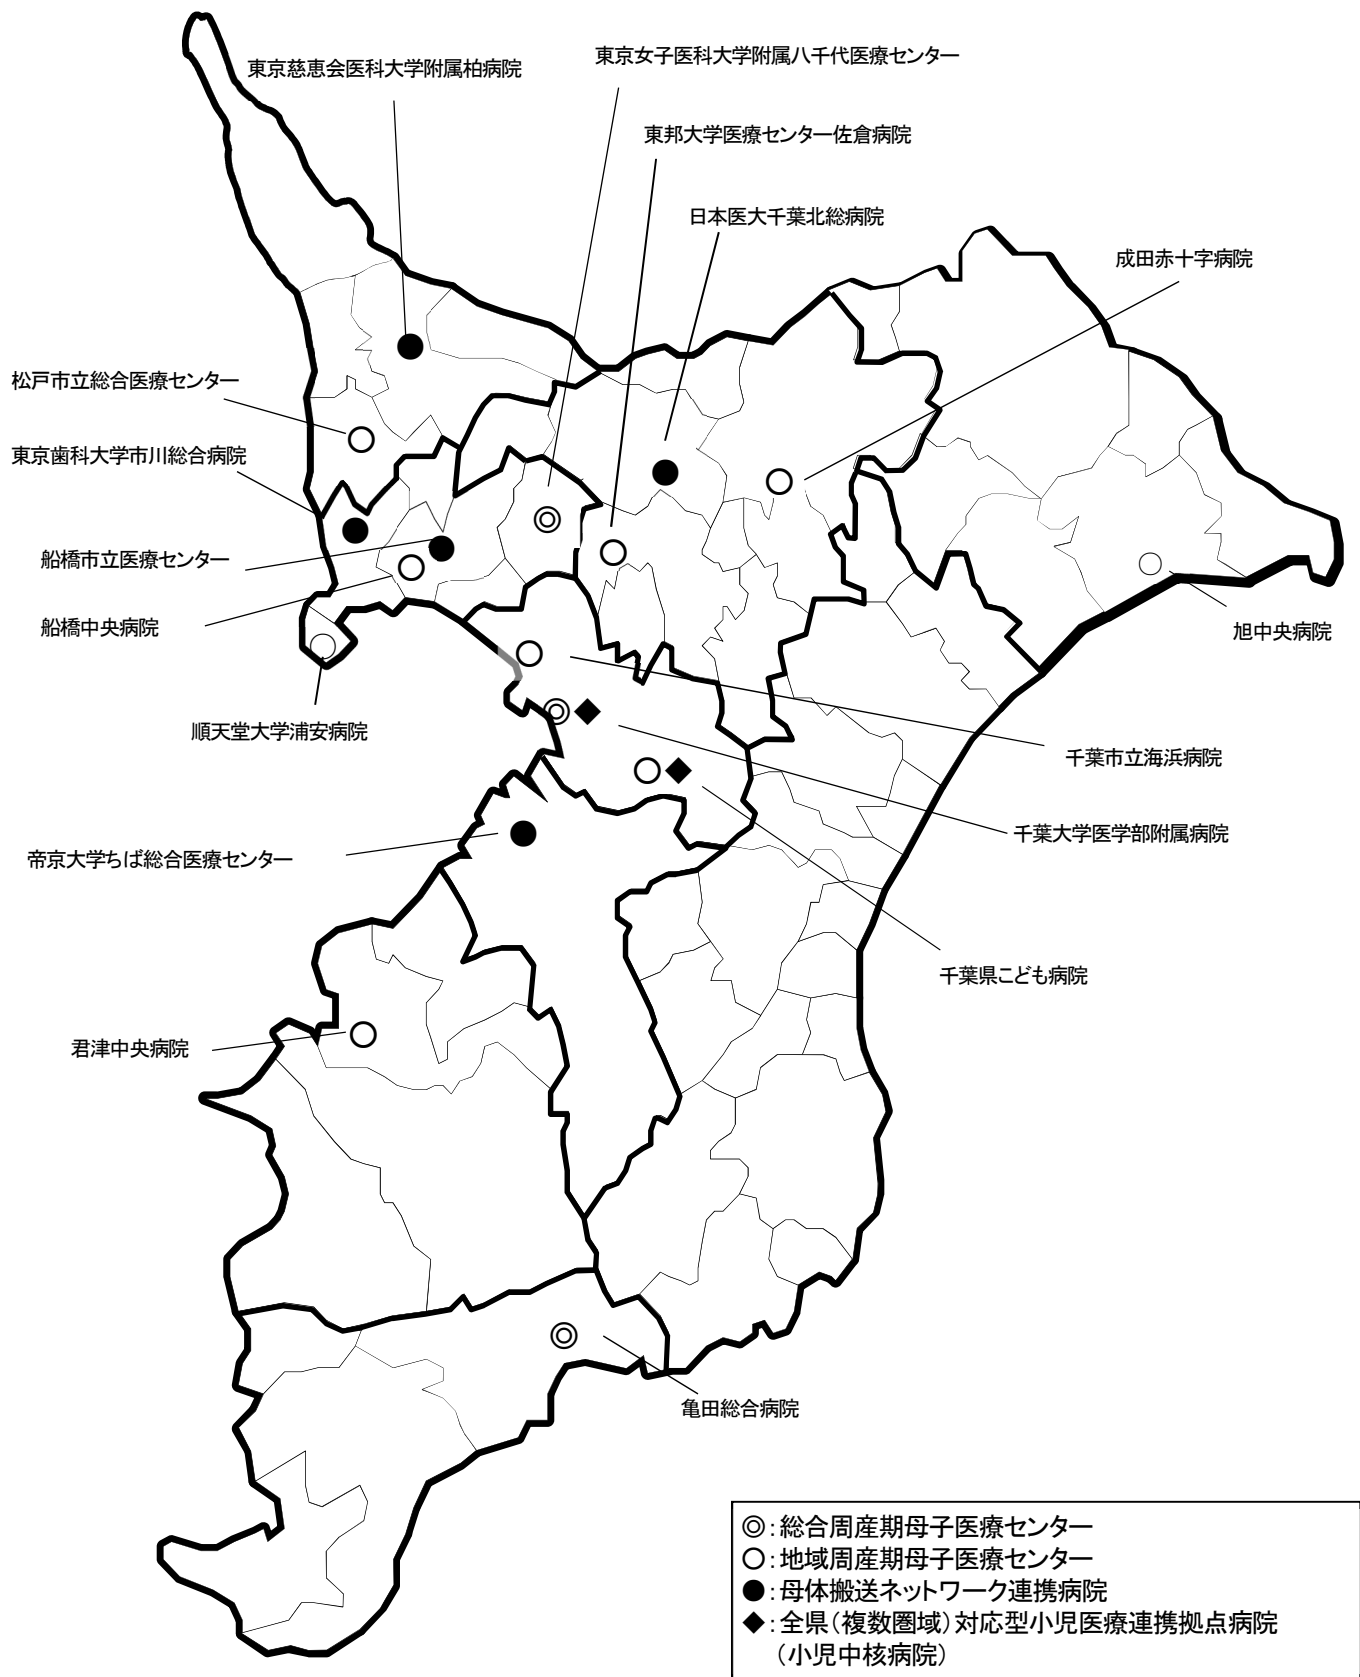 東京慈恵会医科大学附属柏病院
東京女子医科大学附属八千代医療センター
東邦大学医療センター佐倉病院
日本医大千葉北総病院
成田赤十字病院
松戸市立総合医療センター
東京歯科大学市川総合病院
船橋市立医療センター
船橋中央病院
旭中央病院
順天堂大学浦安病院
千葉市立海浜病院
千葉大学医学部附属病院
帝京大学ちば総合医療センター
千葉県こども病院
君津中央病院
亀田総合病院
◎:総合周産期母子医療センター
○:地域周産期母子医療センター
●:母体搬送ネットワーク連携病院
◆:全県(複数圏域)対応型小児医療連携拠点病院
(小児中核病院)